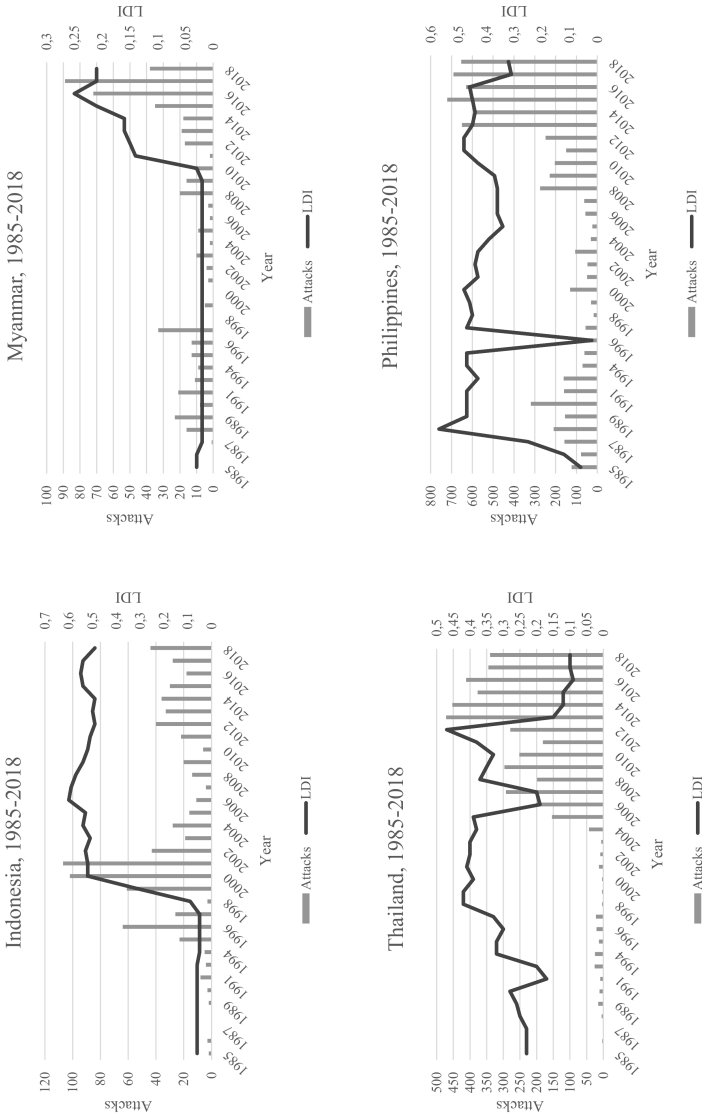 Indonesia, 1985-2018
120
100
80
60
40
20
0
Attacks
0,7
0,6
0,5
0,4
0,3
0,2
0,1
0
LDI
1985 1987 1989 1991 1994 1996 1998 2000 2002 2004 2006 2008 2010 2012 2014 2016 2018
Year
Attacks LDI
Myanmar, 1985-2018
100
90
80
70
60
50
40
30
20
10
0
Attacks
0,3
0,25
0,2
0,15
0,1
0,05
0
LDI
1985 1987 1989 1991 1994 1996 1998 2000 2002 2004 2006 2008 2010 2012 2014 2016 2018
Year
Attacks LDI
Thailand, 1985-2018
500
450
400
350
300
250
200
150
100
50
0
Attacks
0,5
0,45
0,4
0,35
0,3
0,25
0,2
0,15
0,1
0,05
0
LDI
1985 1987 1989 1991 1994 1996 1998 2000 2002 2004 2006 2008 2010 2012 2014 2016 2018
Year
Attacks LDI
Philippines, 1985-2018
800
700
600
500
400
300
200
100
0
Attacks
0,6
0,5
0,4
0,3
0,2
0,1
0
LDI
1985 1987 1989 1991 1994 1996 1998 2000 2002 2004 2006 2008 2010 2012 2014 2016 2018
Year
Attacks LDI